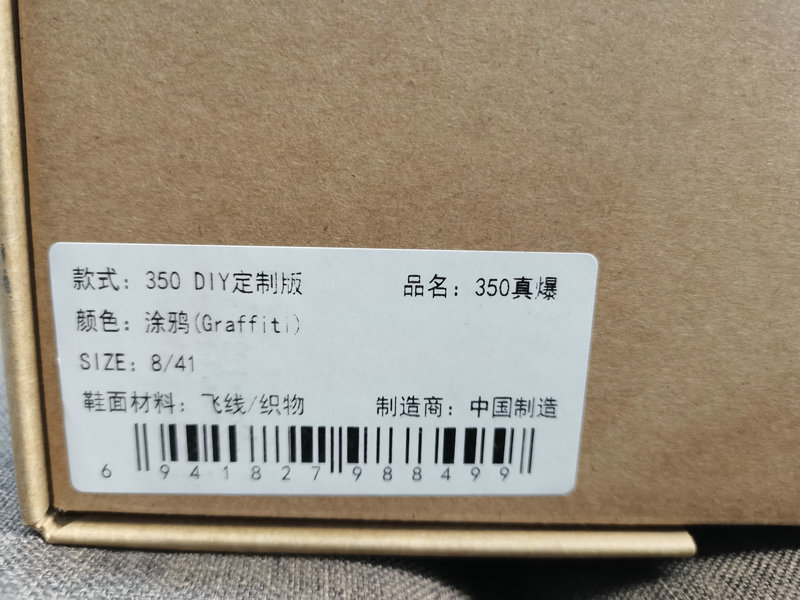 款式：350 DIY定制版 品名：350真爆
颜色：涂鸦(Graffiti)
SIZE：8/41
鞋面材料：飞线/织物 制造商：中国制造
6 941827 988499